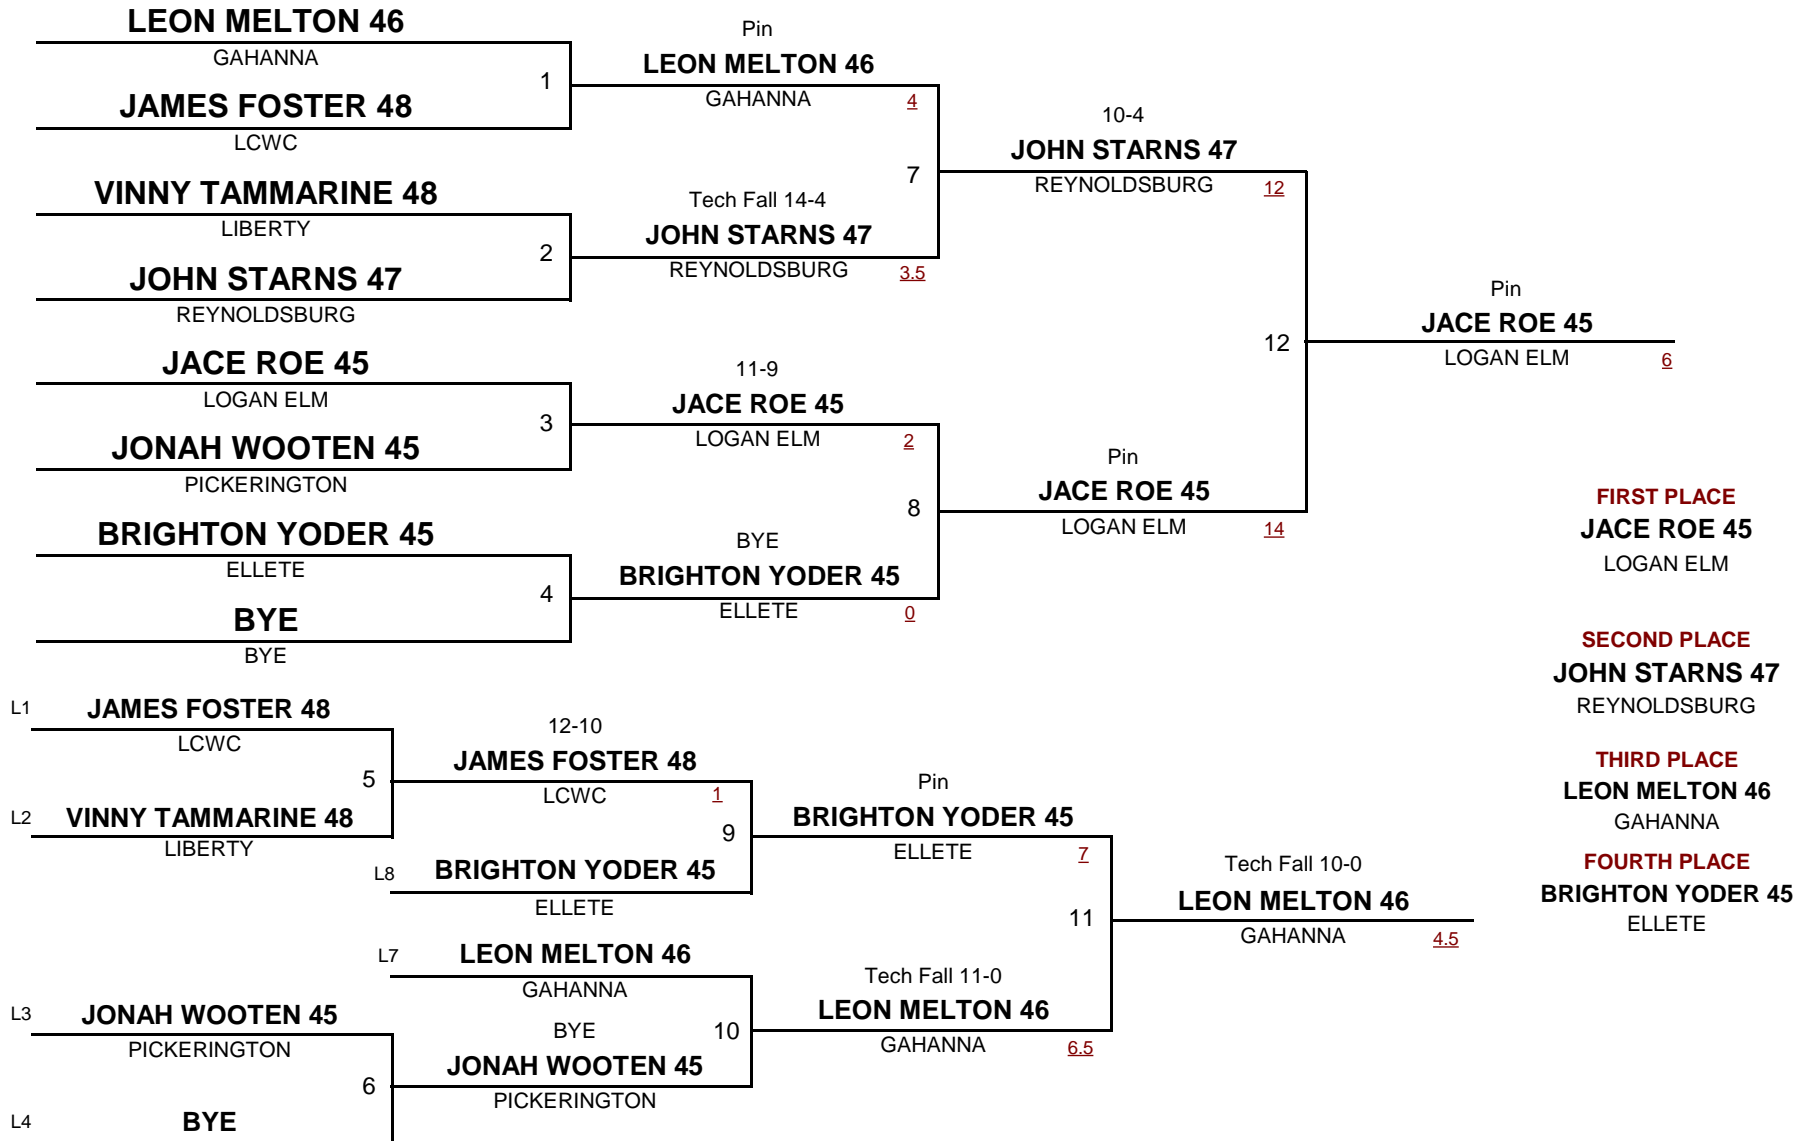 LEON MELTON 46
GAHANNA
1
JAMES FOSTER 48
LCWC
VINNY TAMMARINE 48
LIBERTY
2
JOHN STARNS 47
REYNOLDSBURG
JACE ROE 45
LOGAN ELM
3
JONAH WOOTEN 45
PICKERINGTON
BRIGHTON YODER 45
ELLETE
4
BYE
BYE
Pin
LEON MELTON 46
GAHANNA 4
7
Tech Fall 14-4
JOHN STARNS 47
REYNOLDSBURG 3.5
11-9
JACE ROE 45
LOGAN ELM 2
8
BYE
BRIGHTON YODER 45
ELLETE 0
10-4
JOHN STARNS 47
REYNOLDSBURG 12
12
Pin
JACE ROE 45
LOGAN ELM 14
Pin
JACE ROE 45
LOGAN ELM 6
FIRST PLACE
JACE ROE 45
LOGAN ELM
SECOND PLACE
JOHN STARNS 47
REYNOLDSBURG
THIRD PLACE
LEON MELTON 46
GAHANNA
FOURTH PLACE
BRIGHTON YODER 45
ELLETE
L1 JAMES FOSTER 48
LCWC
5
L2 VINNY TAMMARINE 48
LIBERTY
12-10
JAMES FOSTER 48
LCWC 1
9
L8 BRIGHTON YODER 45
ELLETE
L7 LEON MELTON 46
GAHANNA
L3 JONAH WOOTEN 45
PICKERINGTON
6
L4 BYE
BYE
10
JONAH WOOTEN 45
PICKERINGTON
Pin
BRIGHTON YODER 45
ELLETE 7
11
Tech Fall 11-0
LEON MELTON 46
GAHANNA 6.5
Tech Fall 10-0
LEON MELTON 46
GAHANNA 4.5